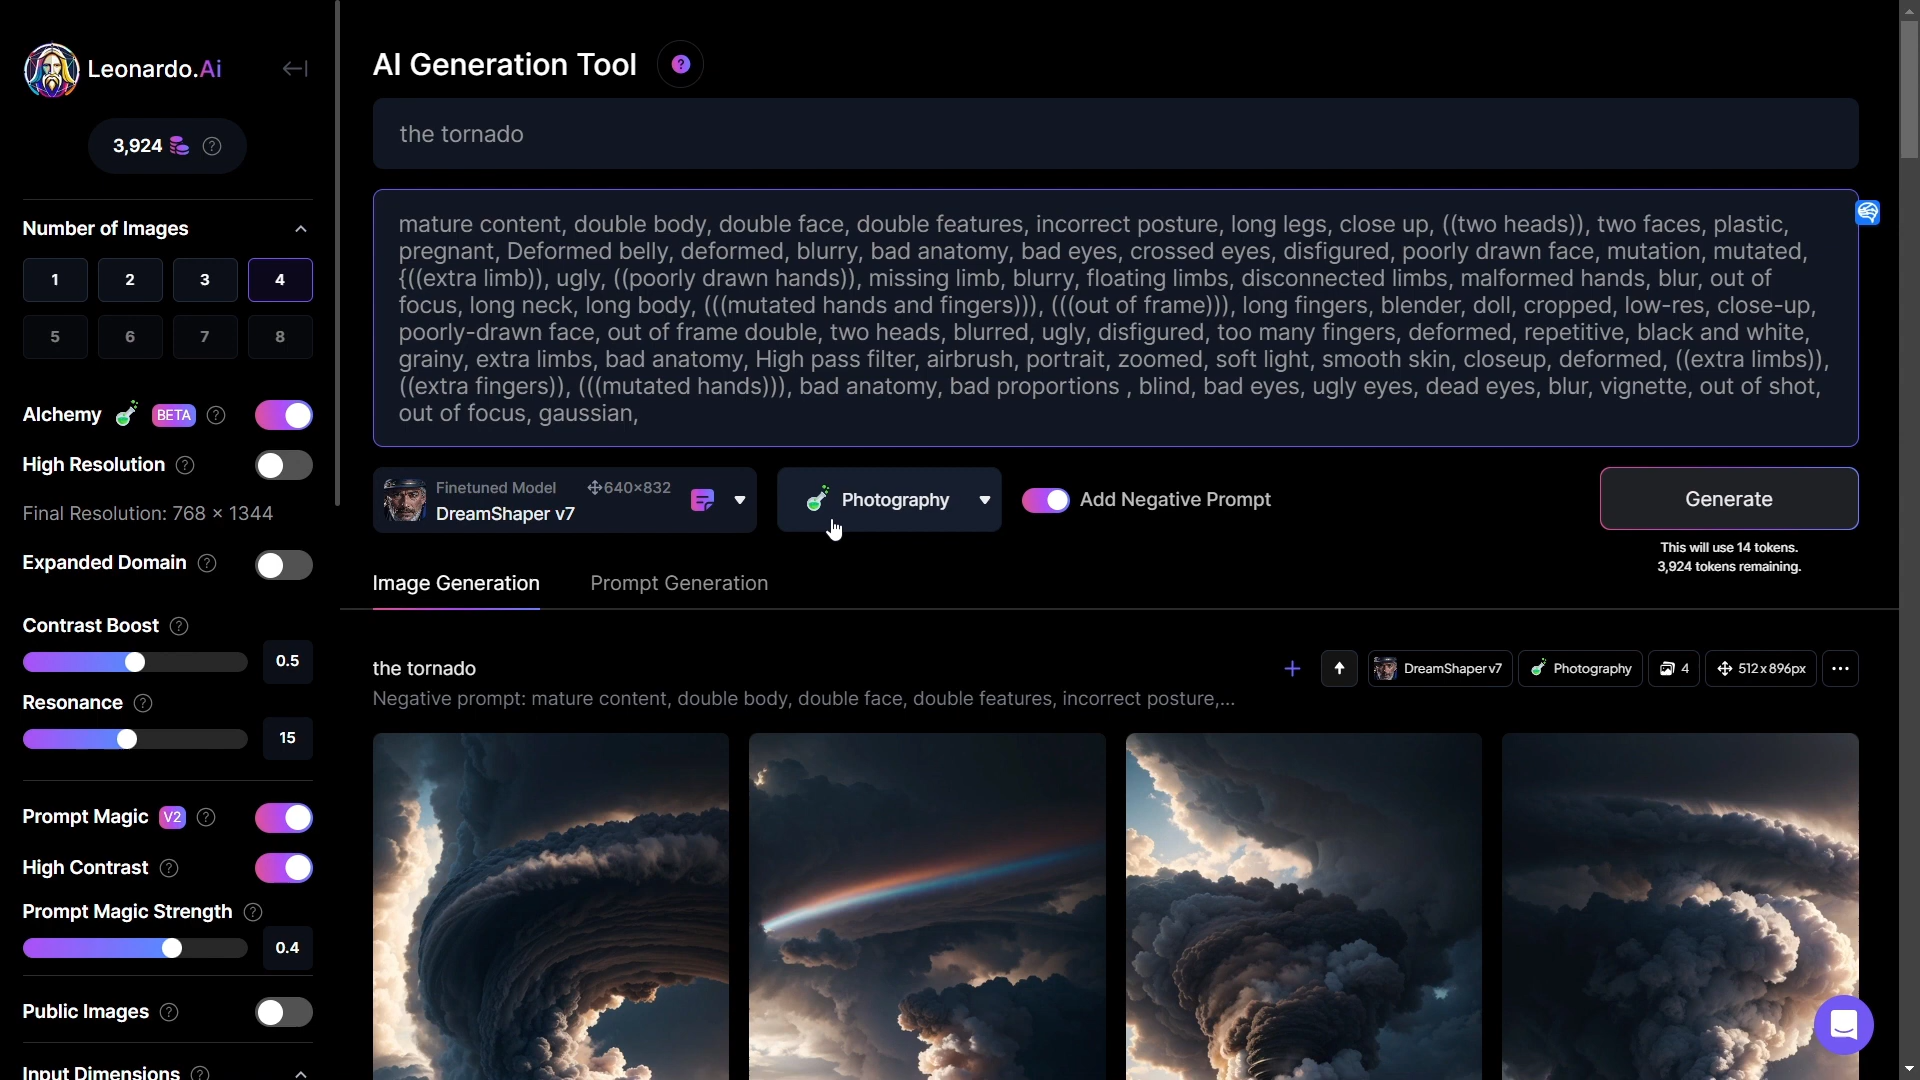 Leonardo.Ai
3,924
Number of Images
1 2 3 4
5 6 7 8
Alchemy BETA
High Resolution
Final Resolution: 768 × 1344
Expanded Domain
Contrast Boost
0.5
Resonance
15
Prompt Magic V2
High Contrast
Prompt Magic Strength
0.4
Public Images
Input Dimensions
AI Generation Tool ?
the tornado
mature content, double body, double face, double features, incorrect posture, long legs, close up, ((two heads)), two faces, plastic,
pregnant, Deformed belly, deformed, blurry, bad anatomy, bad eyes, crossed eyes, disfigured, poorly drawn face, mutation, mutated,
{((extra limb)), ugly, ((poorly drawn hands)), missing limb, blurry, floating limbs, disconnected limbs, malformed hands, blur, out of
focus, long neck, long body, (((mutated hands and fingers))), (((out of frame))), long fingers, blender, doll, cropped, low-res, close-up,
poorly-drawn face, out of frame double, two heads, blurred, ugly, disfigured, too many fingers, deformed, repetitive, black and white,
grainy, extra limbs, bad anatomy, High pass filter, airbrush, portrait, zoomed, soft light, smooth skin, closeup, deformed, ((extra limbs)),
((extra fingers)), (((mutated hands))), bad anatomy, bad proportions , blind, bad eyes, ugly eyes, dead eyes, blur, vignette, out of shot,
out of focus, gaussian,
Finetuned Model 640×832
DreamShaper v7
Photography
Add Negative Prompt
Generate
This will use 14 tokens.
3,924 tokens remaining.
Image Generation Prompt Generation
the tornado
DreamShaper v7 Photography 4 512x896px ...
Negative prompt: mature content, double body, double face, double features, incorrect posture,...